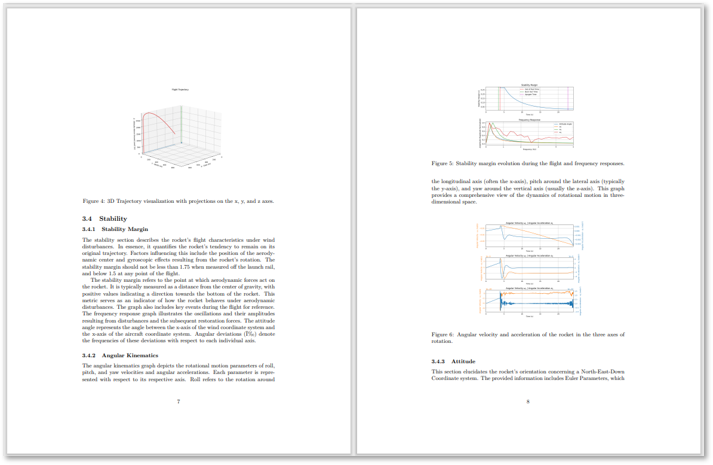 Flight Trajectory
Figure 4: 3D Trajectory visualization with projections on the x, y, and z axes.
3.4 Stability
3.4.1 Stability Margin
The stability section describes the rocket's flight characteristics under wind
disturbances. In essence, it quantifies the rocket's tendency to remain on its
original trajectory. Factors influencing this include the position of the aerody-
namic center and gyroscopic effects resulting from the rocket's rotation. The
stability margin should not be less than 1.75 when measured off the launch rail,
and below 1.5 at any point of the flight.
The stability margin refers to the point at which aerodynamic forces act on
the rocket. It is typically measured as a distance from the center of gravity, with
positive values indicating a direction towards the bottom of the rocket. This
metric serves as an indicator of how the rocket behaves under aerodynamic
disturbances. The graph also includes key events during the flight for reference.
The frequency response graph illustrates the oscillations and their amplitudes
resulting from disturbances and the subsequent restoration forces. The attitude
angle represents the angle between the x-axis of the wind coordinate system and
the x-axis of the aircraft coordinate system. Angular deviations denote
the frequencies of these deviations with respect to each individual axis.
3.4.2 Angular Kinematics
The angular kinematics graph depicts the rotational motion parameters of roll,
pitch, and yaw velocities and angular accelerations. Each parameter is repre-
sented with respect to its respective axis. Roll refers to the rotation around
7
Stability Margin
Frequency Response
Figure 5: Stability margin evolution during the flight and frequency responses.
the longitudinal axis (often the x-axis), pitch around the lateral axis (typically
the y-axis), and yaw around the vertical axis (usually the z-axis). This graph
provides a comprehensive view of the dynamics of rotational motion in three-
dimensional space.
Figure 6: Angular velocity and acceleration of the rocket in the three axes of
rotation.
3.4.3 Attitude
This section elucidates the rocket's orientation concerning a North-East-Down
Coordinate system. The provided information includes Euler Parameters, which
8